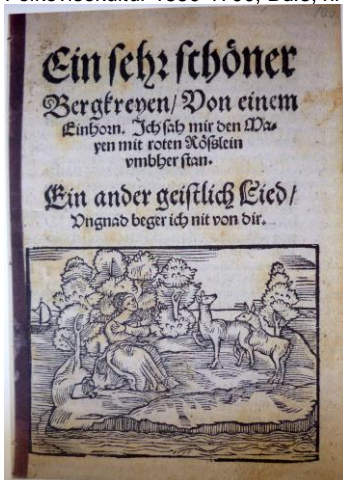 Ein sehr schöner
Bergkreyen/ Von einem
Einhorn. Ich sah mir den Ma-
yen mit roten Rößlein
vmbher stan.
Ein ander geistlich Lied/
Vngnad beger ich nit von dir.